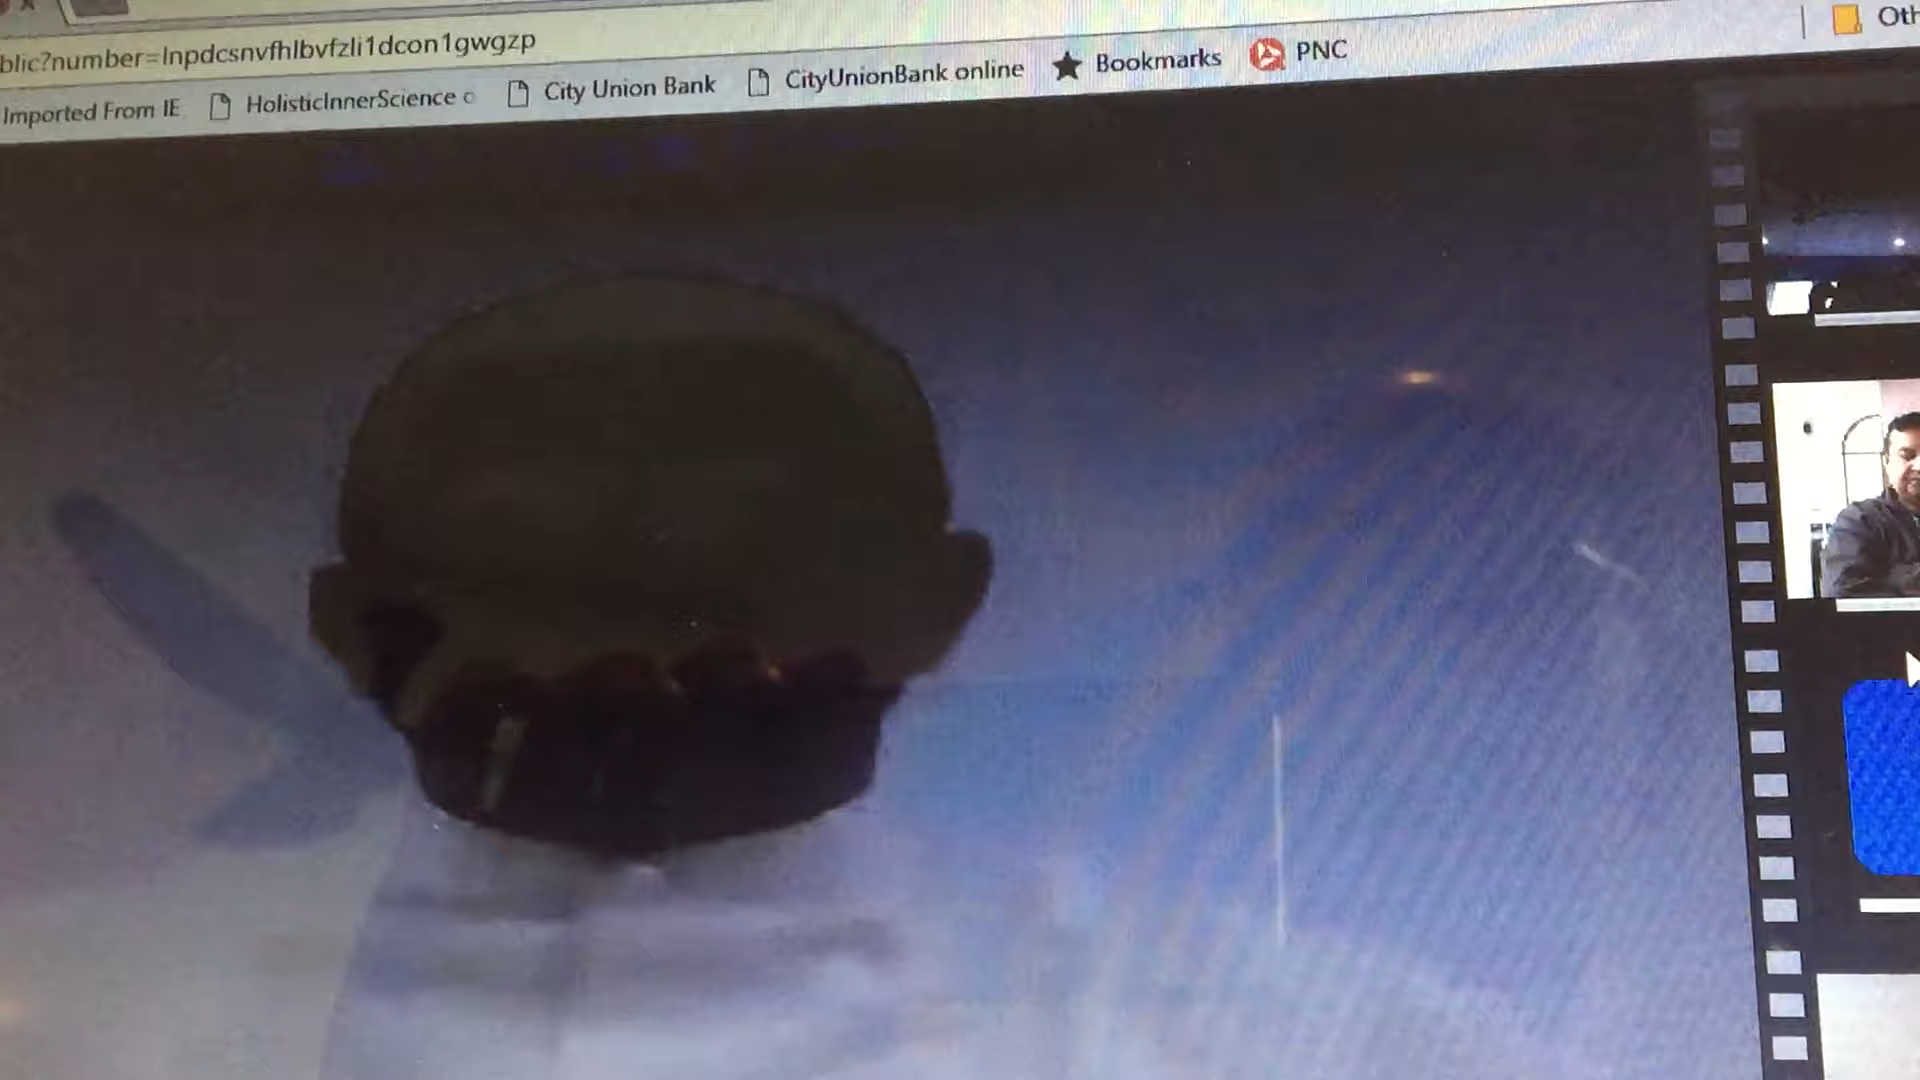 blic?number=lnpdcsnvfhlbvfzli1dcon1gwgzp
Imported From IE HolisticInnerScience City Union Bank CityUnionBank online Bookmarks PNC